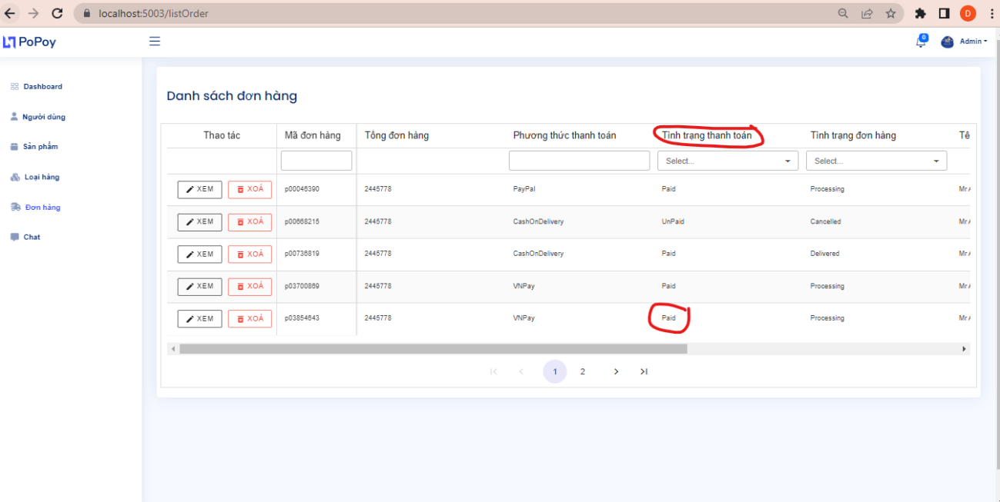 localhost:5003/listOrder
D
PoPoy
0
Admin
Dashboard
Người dùng
Sản phẩm
Loại hàng
Đơn hàng
Chat
Danh sách đơn hàng
Thao tác Mã đơn hàng Tổng đơn hàng Phương thức thanh toán Tình trạng thanh toán Tình trạng đơn hàng Tê
Select... Select...
XEM XOÁ p00046390 2445778 PayPal Paid Processing Mr
XEM XOÁ p00668215 2445778 CashOnDelivery UnPaid Cancelled Mr
XEM XOÁ p00736819 2445778 CashOnDelivery Paid Delivered Mr
XEM XOÁ p03700869 2445778 VNPay Paid Processing Mr
XEM XOÁ p03854643 2445778 VNPay Paid Processing Mr
1 2